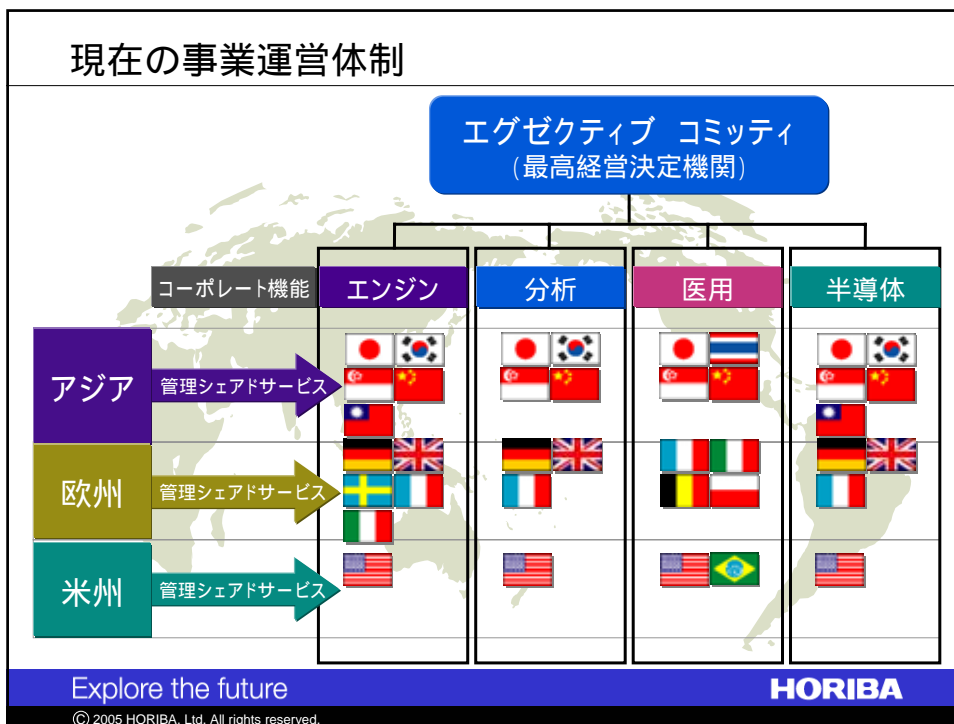 現在の事業運営体制
エグゼクティブ コミッティ
(最高経営決定機関)
コーポレート機能
エンジン
分析
医用
半導体
アジア
管理シェアドサービス
欧州
管理シェアドサービス
米州
管理シェアドサービス
Explore the future
HORIBA
© 2005 HORIBA, Ltd. All rights reserved.